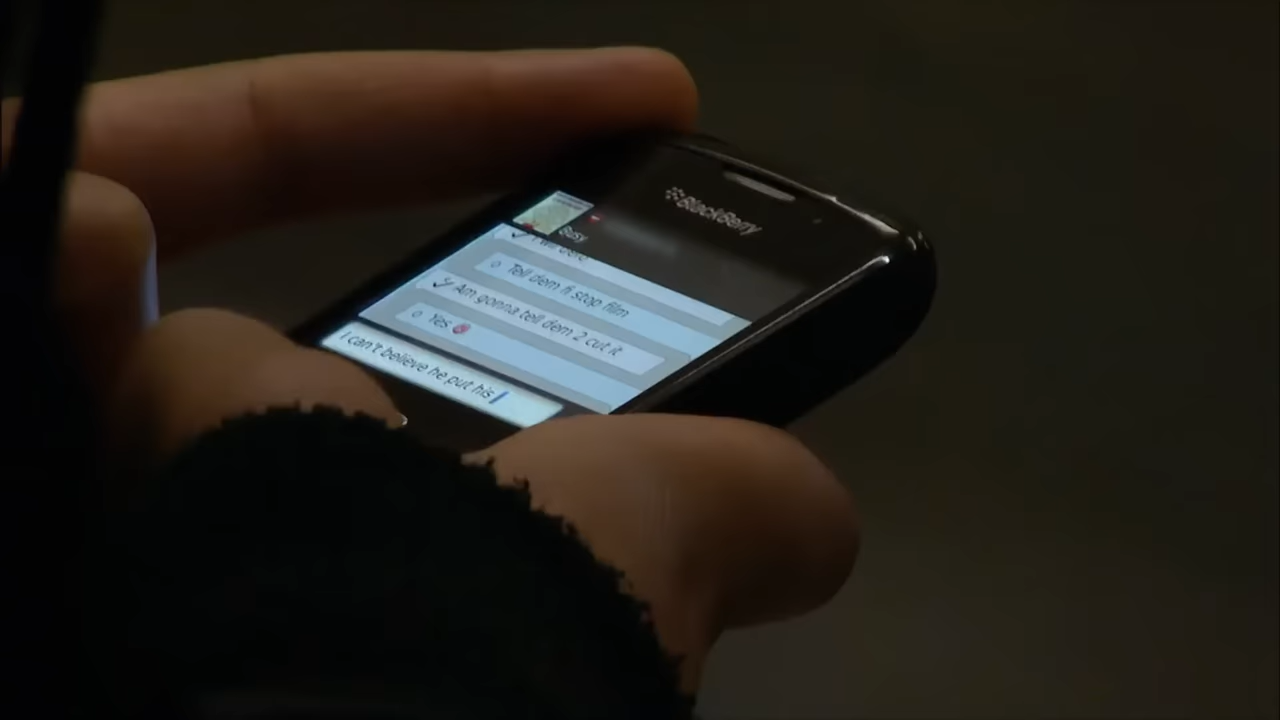 BlackBerry
Busy
Tell dem fi stop film
Am gonna tell dem 2 cut it
Yes
I can't believe he put his